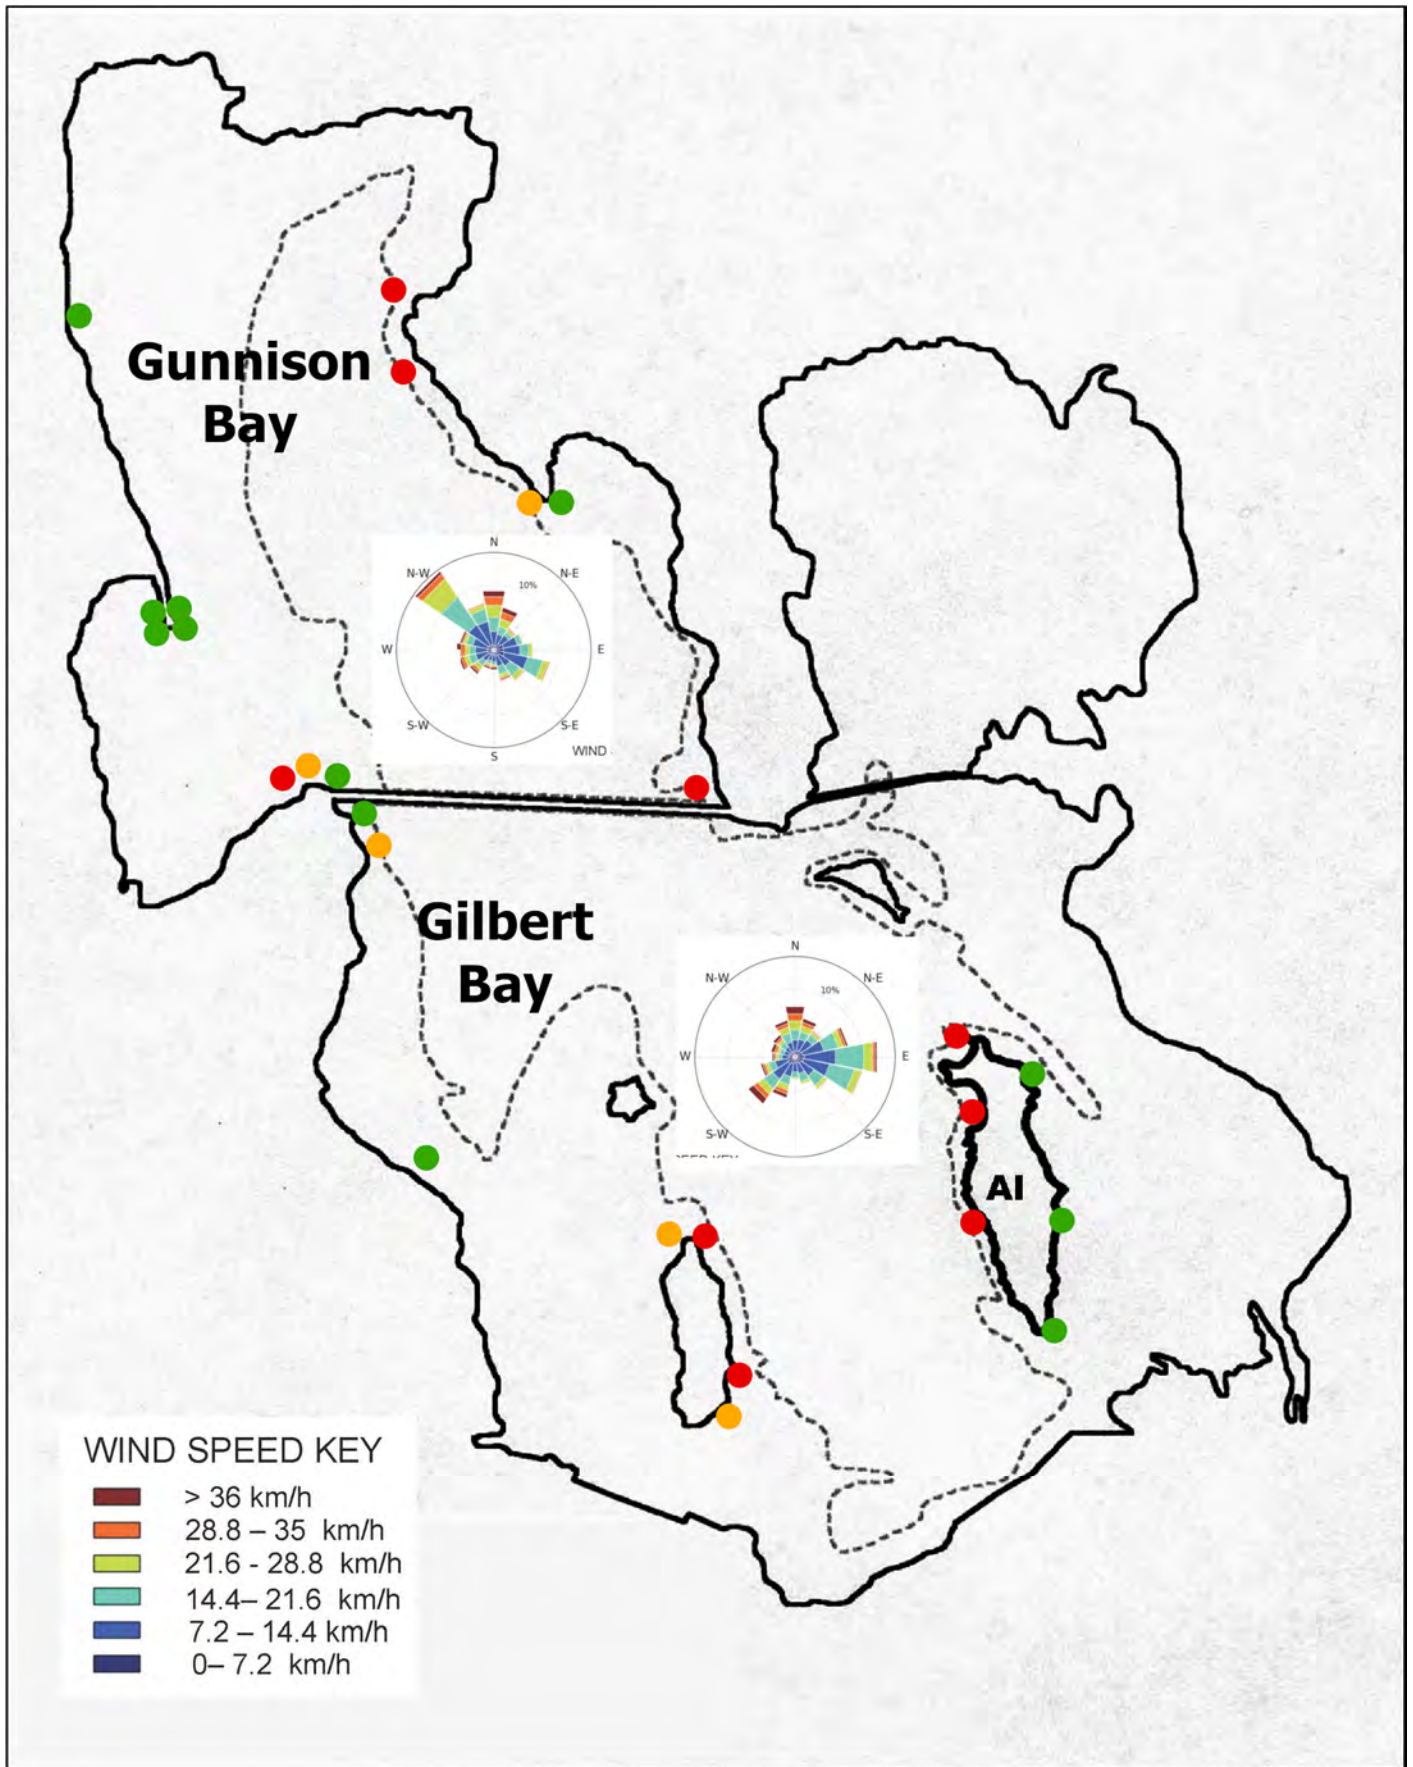 Gunnison
Bay
N
N-W
N-E
10%
W
E
S-W
S-E
S
WIND
Gilbert
Bay
N
N-W
N-E
10%
W
E
S-W
S-E
AI
WIND SPEED KEY
> 36 km/h
28.8 – 35 km/h
21.6 - 28.8 km/h
14.4– 21.6 km/h
7.2 – 14.4 km/h
0– 7.2 km/h